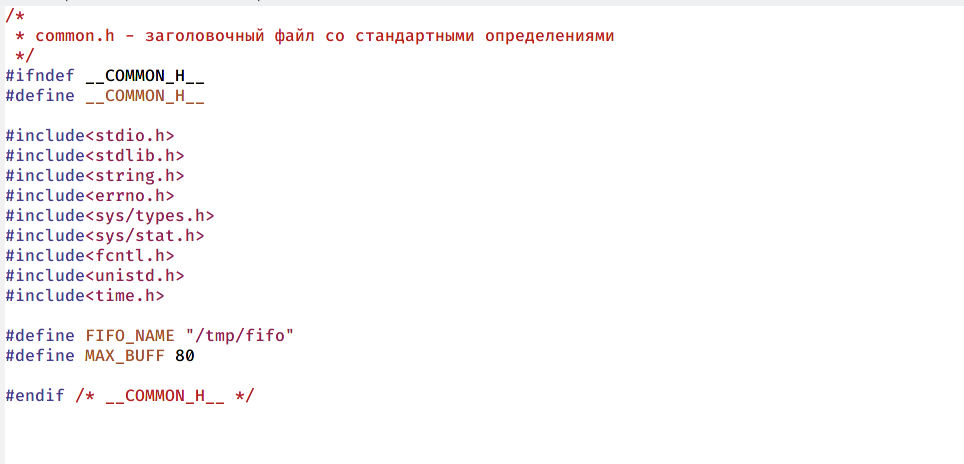 /*
 * common.h - заголовочный файл со стандартными определениями
 */
#ifndef __COMMON_H__
#define __COMMON_H__

#include<stdio.h>
#include<stdlib.h>
#include<string.h>
#include<errno.h>
#include<sys/types.h>
#include<sys/stat.h>
#include<fcntl.h>
#include<unistd.h>
#include<time.h>

#define FIFO_NAME "/tmp/fifo"
#define MAX_BUFF 80

#endif /* __COMMON_H__ */